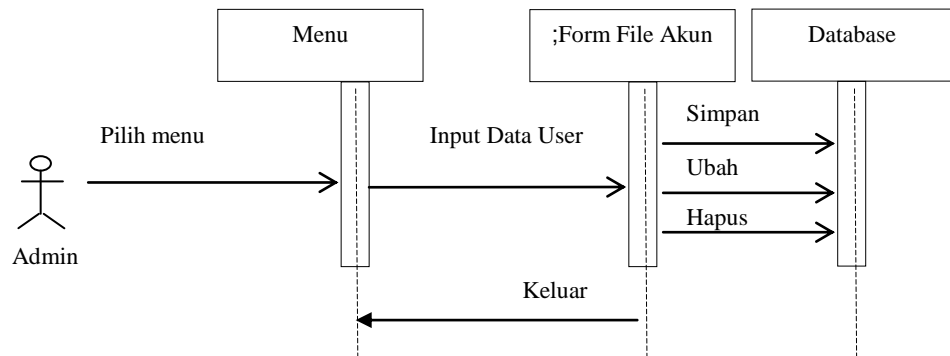 Menu
;Form File Akun
Database
Pilih menu
Input Data User
Simpan
Ubah
Hapus
Admin
Keluar